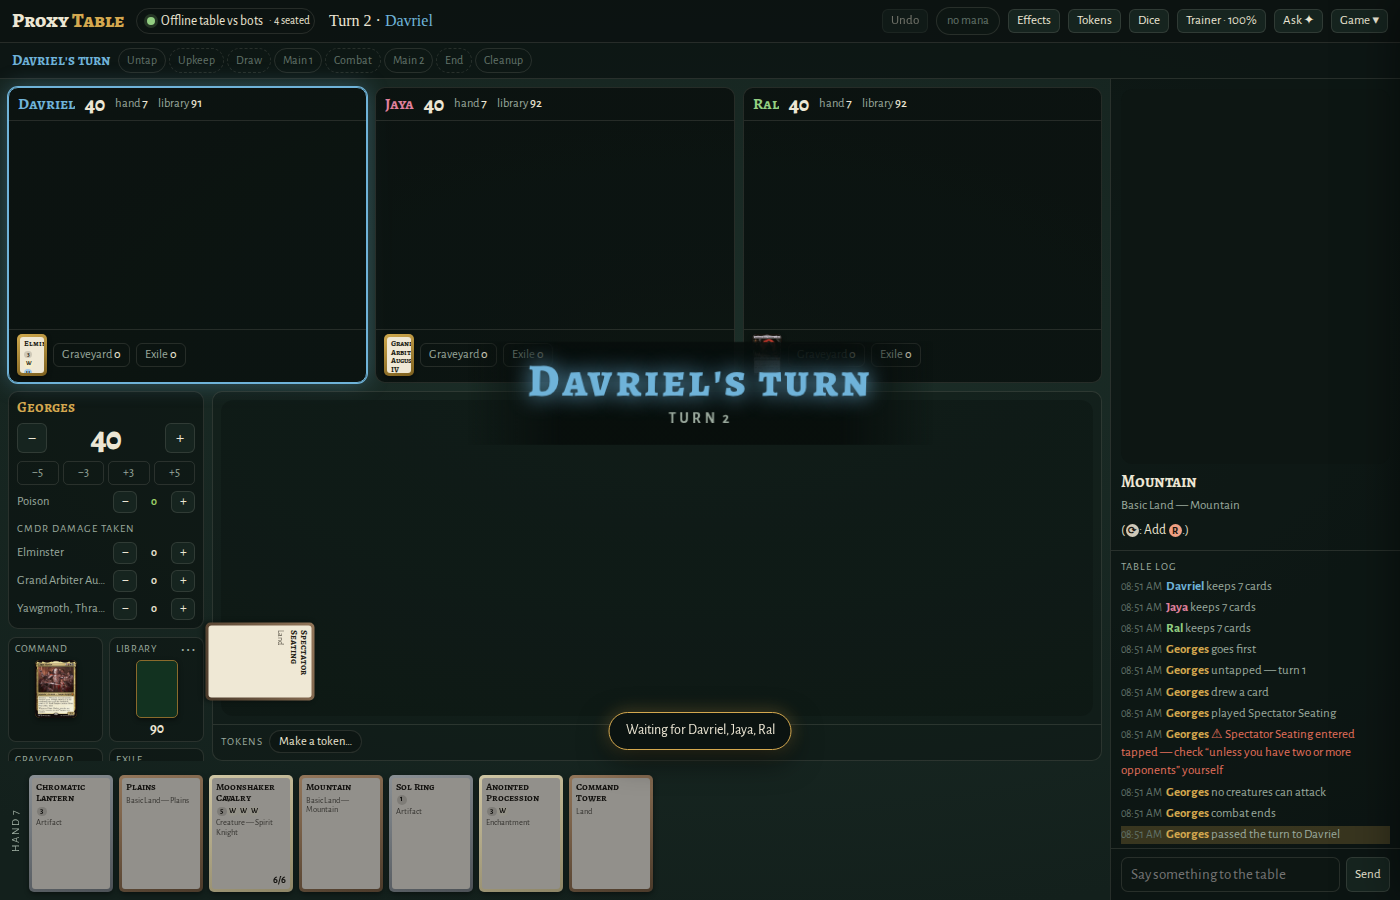 Proxy Table
Offline table vs bots · 4 seated
Turn 2 · Davriel
Undo
no mana
Effects
Tokens
Dice
Trainer · 100%
Ask ✦
Game ▾
Davriel's turn
Untap
Upkeep
Draw
Main 1
Combat
Main 2
End
Cleanup
Davriel 40 hand 7 library 91
Jaya 40 hand 7 library 92
Ral 40 hand 7 library 92
Graveyard 0
Exile 0
Grand
Arbit
Augus
IV
Graveyard 0
Exile 0
Graveyard 0
Exile 0
Davriel's turn
TURN 2
Georges
− 40 +
−5 −3 +3 +5
Poison − 0 +
CMDR DAMAGE TAKEN
Elminster − 0 +
Grand Arbiter Au... − 0 +
Yawgmoth, Thra... − 0 +
COMMAND
LIBRARY ...
90
GRAVEYARD
EXILE
Spectator
Seating
Land
TOKENS
Make a token...
Waiting for Davriel, Jaya, Ral
HAND 7
Chromatic
Lantern
3
Artifact
Plains
Basic Land — Plains
Moonshaker
Cavalry
5 W W W
Creature — Spirit
Knight
6/6
Mountain
Basic Land —
Mountain
Sol Ring
1
Artifact
Anointed
Procession
3 W
Enchantment
Command
Tower
Land
Mountain
Basic Land — Mountain
(: Add R.)
TABLE LOG
08:51 AM Davriel keeps 7 cards
08:51 AM Jaya keeps 7 cards
08:51 AM Ral keeps 7 cards
08:51 AM Georges goes first
08:51 AM Georges untapped — turn 1
08:51 AM Georges drew a card
08:51 AM Georges played Spectator Seating
08:51 AM Georges ⚠ Spectator Seating entered
tapped — check "unless you have two or more
opponents" yourself
08:51 AM Georges no creatures can attack
08:51 AM Georges combat ends
08:51 AM Georges passed the turn to Davriel
Say something to the table
Send